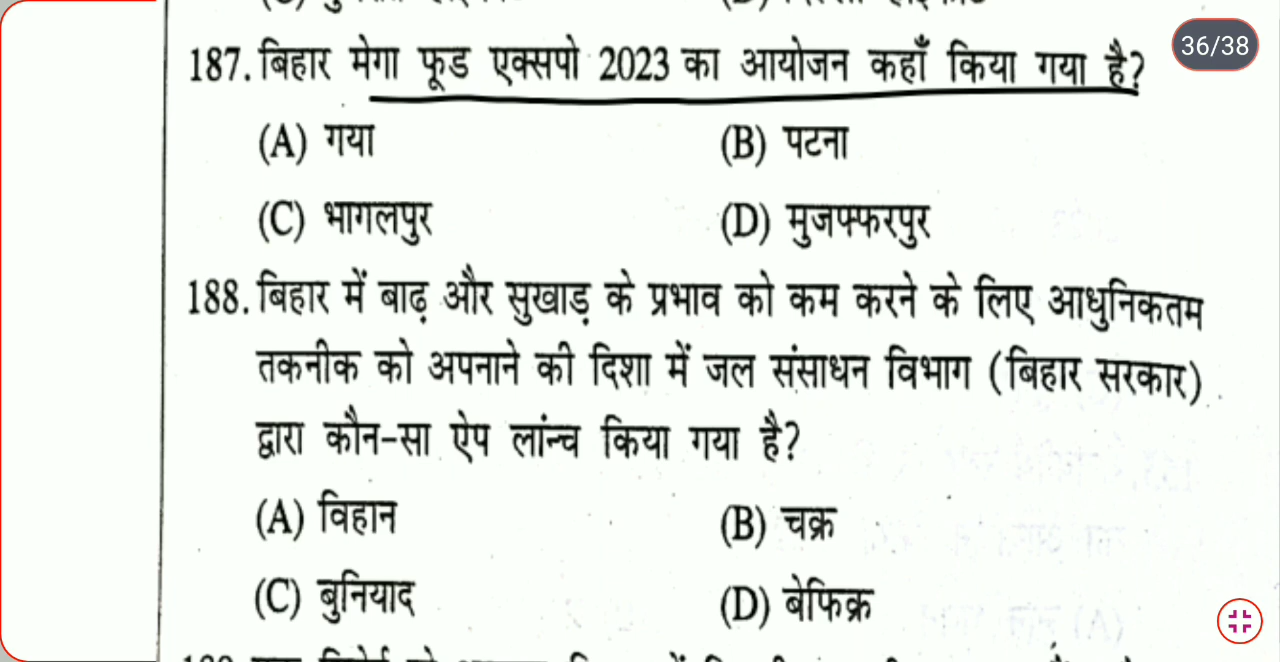 36/38
187. बिहार मेगा फूड एक्सपो 2023 का आयोजन कहाँ किया गया है?
(A) गया (B) पटना
(C) भागलपुर (D) मुजफ्फरपुर
188. बिहार में बाढ़ और सुखाड़ के प्रभाव को कम करने के लिए आधुनिकतम
तकनीक को अपनाने की दिशा में जल संसाधन विभाग (बिहार सरकार)
द्वारा कौन-सा ऐप लांन्च किया गया है?
(A) विहान (B) चक्र
(C) बुनियाद (D) बेफिक्र